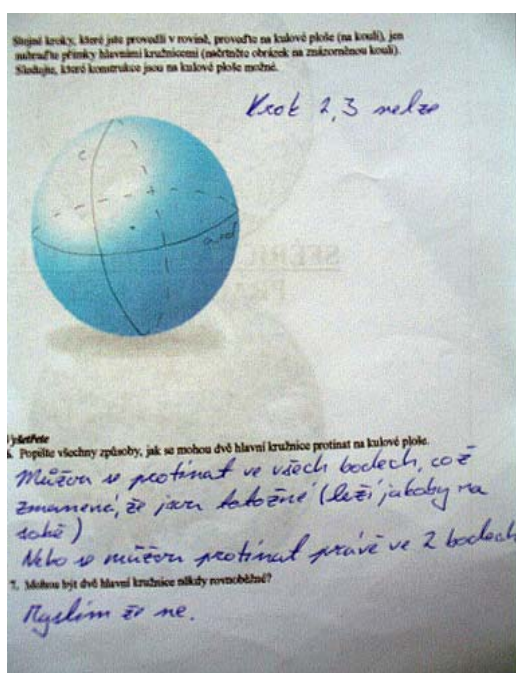 Stejné kroky, které jste provedli v rovině, proveďte na kulové ploše (na kouli), jen
nahraďte přímky hlavními kružnicemi (načrtněte obrázek na znázorněnou kouli).
Sledujte, které konstrukce jsou na kulové ploše možné.
Krok 2,3 nelze
c
Vyšetřete
Popište všechny způsoby, jak se mohou dvě hlavní kružnice protínat na kulové ploše.
Můžou se protínat ve všech bodech, což
zmamená, že jsou totožné (leží jakoby na
sobě)
Nebo se můžou protínat právě ve 2 bodech
7. Mohou být dvě hlavní kružnice někdy rovnoběžné?
Myslím že ne.